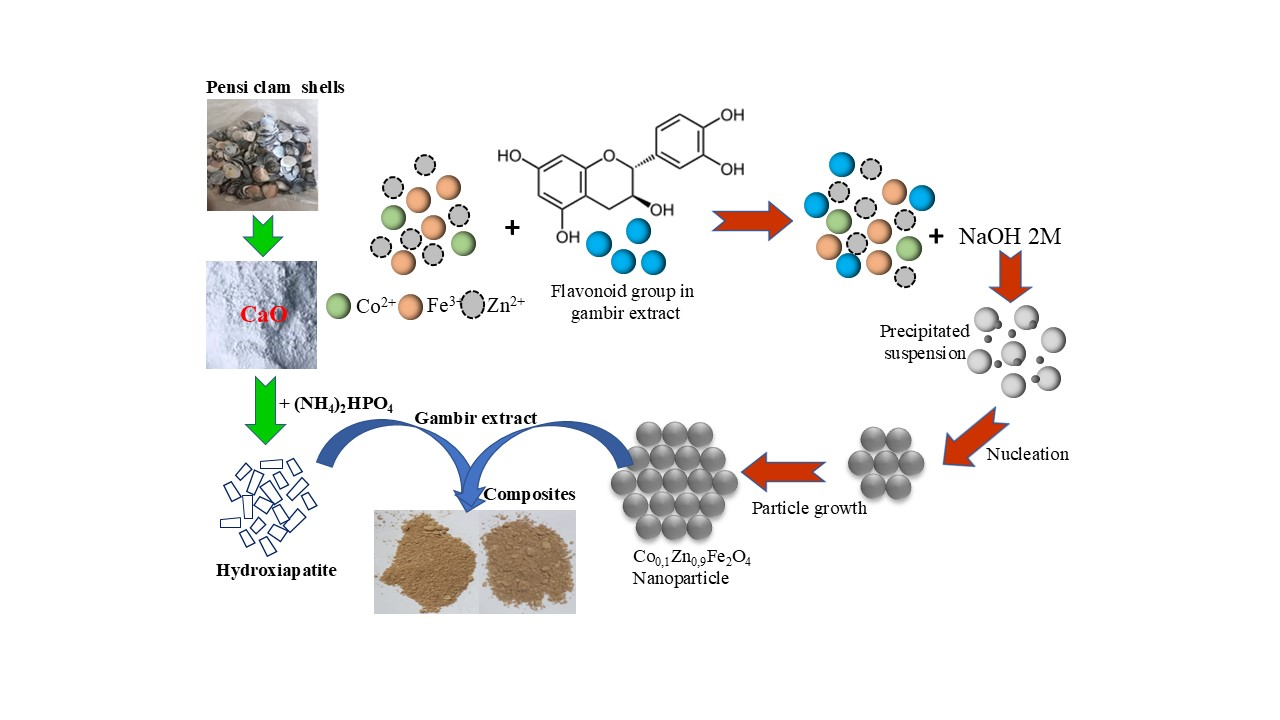 Pensi clam  shells
CaO
+ (NH₄)₂HPO₄
Hydroxiapatite
Co²⁺
Fe³⁺
Zn²⁺
+
HO
O
OH
OH
OH
OH
Flavonoid group in
gambir extract
+ NaOH 2M
Precipitated
suspension
Nucleation
Particle growth
Co₀,₁Zn₀,₉Fe₂O₄
Nanoparticle
Gambir extract
Composites